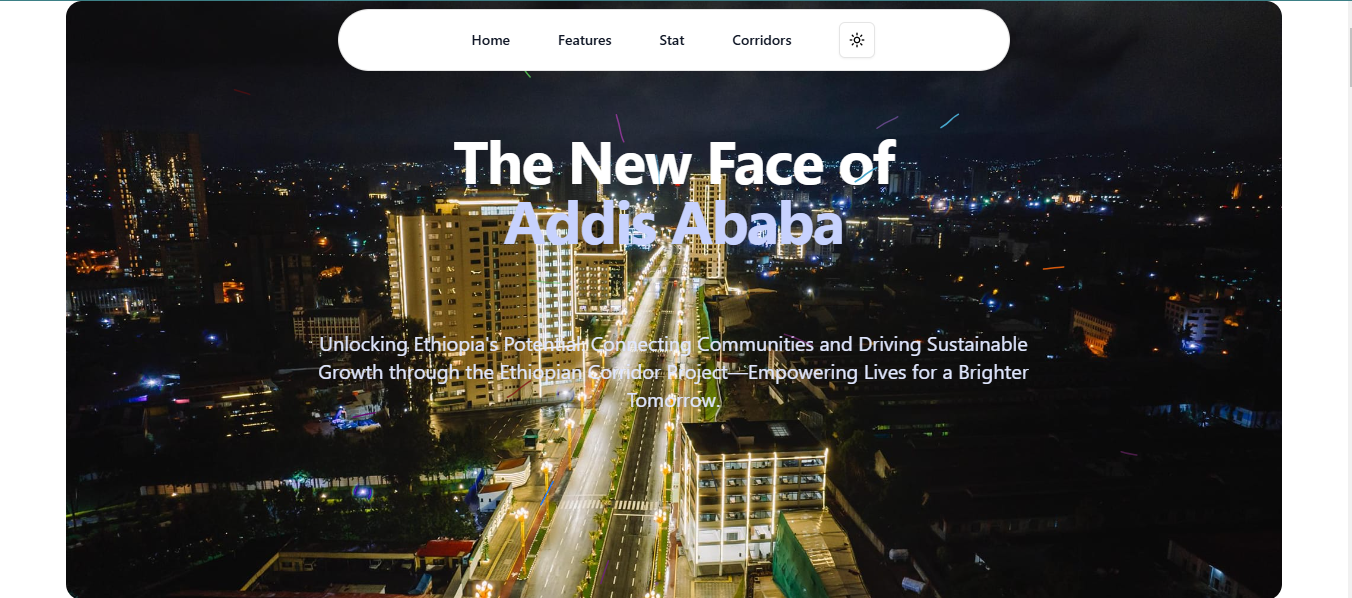 Home Features Stat Corridors
The New Face of
Addis Ababa
Unlocking Ethiopia's Potential: Connecting Communities and Driving Sustainable
Growth through the Ethiopian Corridor Project—Empowering Lives for a Brighter
Tomorrow.